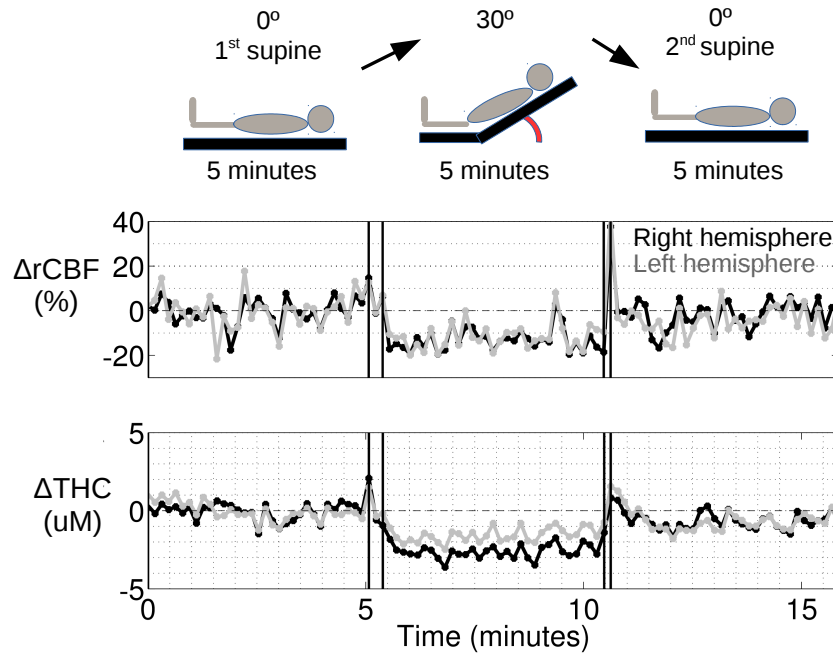 0º
1st supine
30º
0º
2nd supine
5 minutes
5 minutes
5 minutes
ΔrCBF
(%)
40
20
0
-20
Right hemisphere
Left hemisphere
ΔTHC
(uM)
5
0
-5
0
5
10
15
Time (minutes)